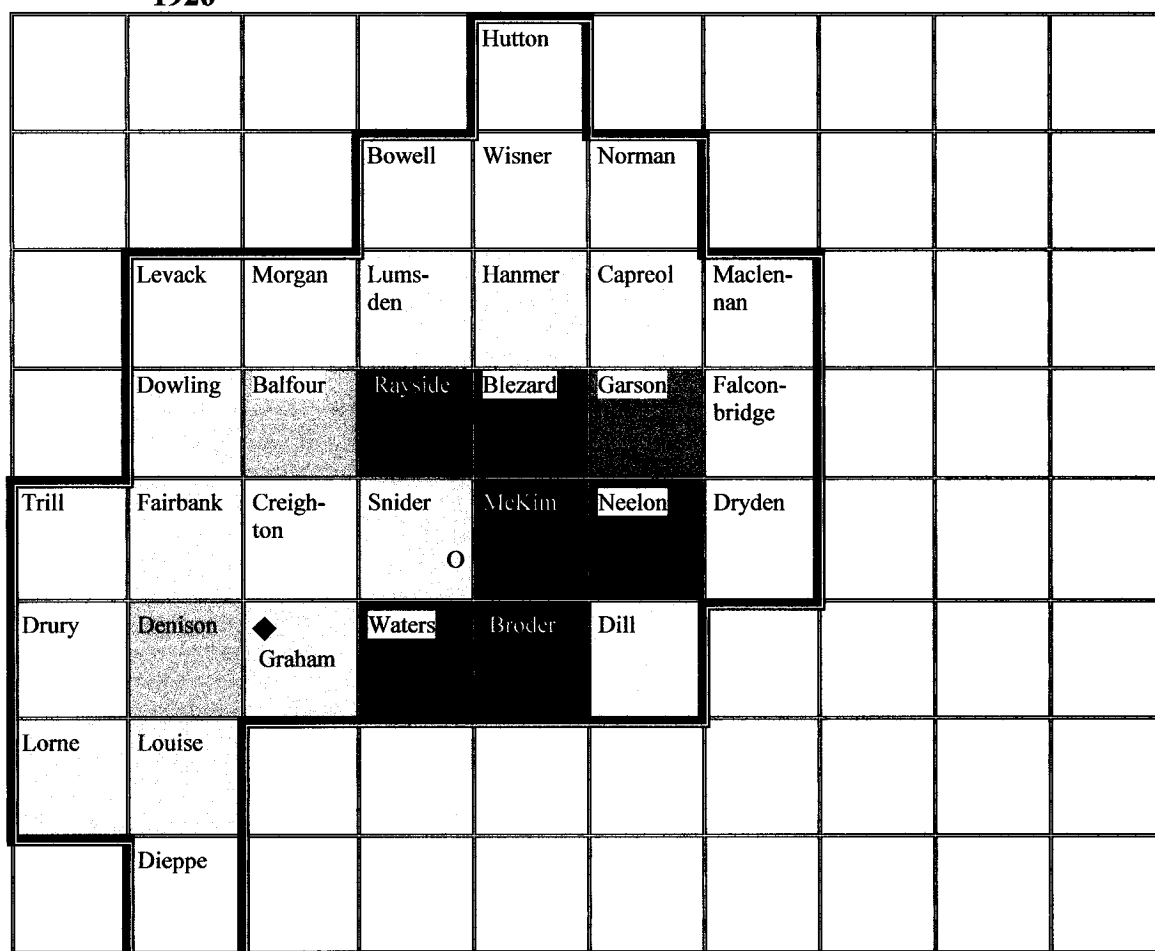 1920
Hutton
Bowell Wisner Norman
Levack Morgan Lums-
den Hanmer Capreol Maclen-
nan
Dowling Balfour Rayside Blezard Garson Falcon-
bridge
Trill Fairbank Creigh-
ton Snider McKim Neelon Dryden
O
Drury Denison Waters Broder Dill
Graham
Lorne Louise
Dieppe